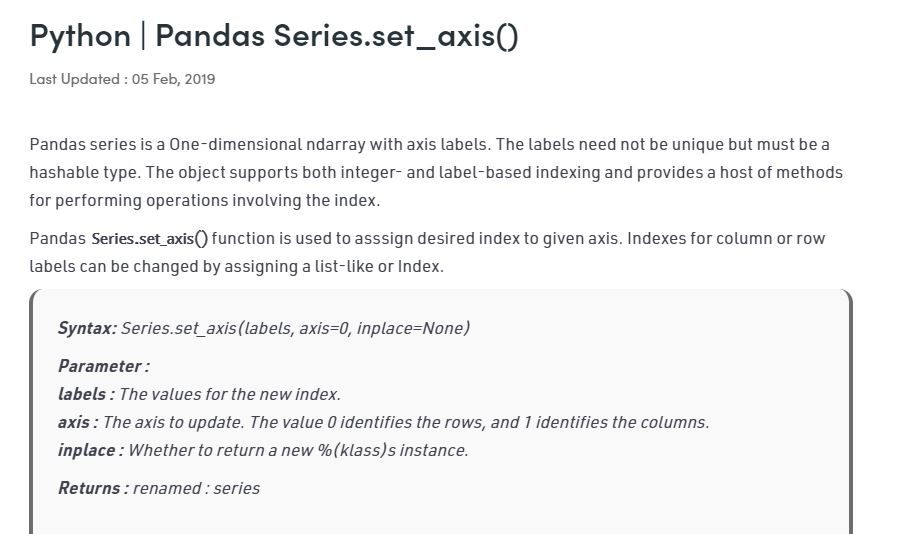 Python | Pandas Series.set_axis()
Last Updated : 05 Feb, 2019
Pandas series is a One-dimensional ndarray with axis labels. The labels need not be unique but must be a
hashable type. The object supports both integer- and label-based indexing and provides a host of methods
for performing operations involving the index.
Pandas Series.set_axis() function is used to asssign desired index to given axis. Indexes for column or row
labels can be changed by assigning a list-like or Index.
Syntax: Series.set_axis(labels, axis=0, inplace=None)
Parameter :
labels : The values for the new index.
axis : The axis to update. The value 0 identifies the rows, and 1 identifies the columns.
inplace : Whether to return a new %(klass)s instance.
Returns : renamed : series